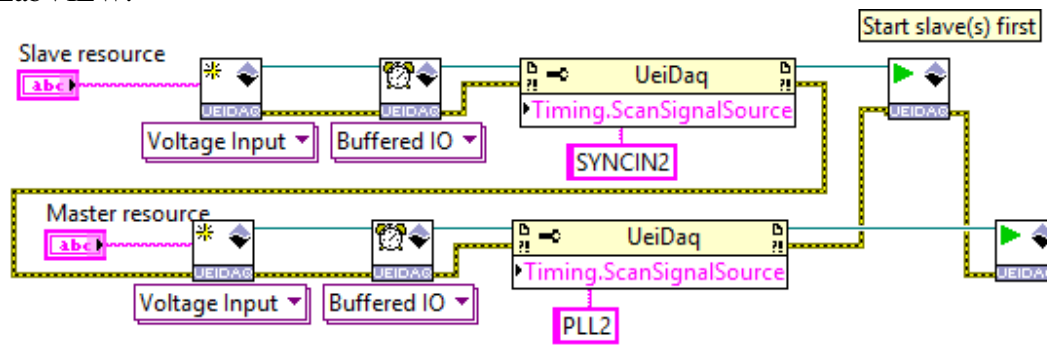 Start slave(s) first
Slave resource
abc
UEIDAQ
UEIDAQ
UeiDaq
Timing.ScanSignalSource
UEIDAQ
Voltage Input
Buffered IO
SYNCIN2
Master resource
abc
UEIDAQ
UEIDAQ
UeiDaq
Timing.ScanSignalSource
Voltage Input
Buffered IO
PLL2